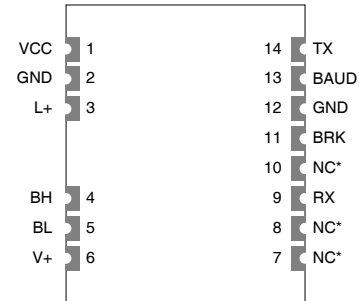 VCC 1 14 TX
GND 2 13 BAUD
L+ 3 12 GND
11 BRK
10 NC*
BH 4 9 RX
BL 5 8 NC*
V+ 6 7 NC*